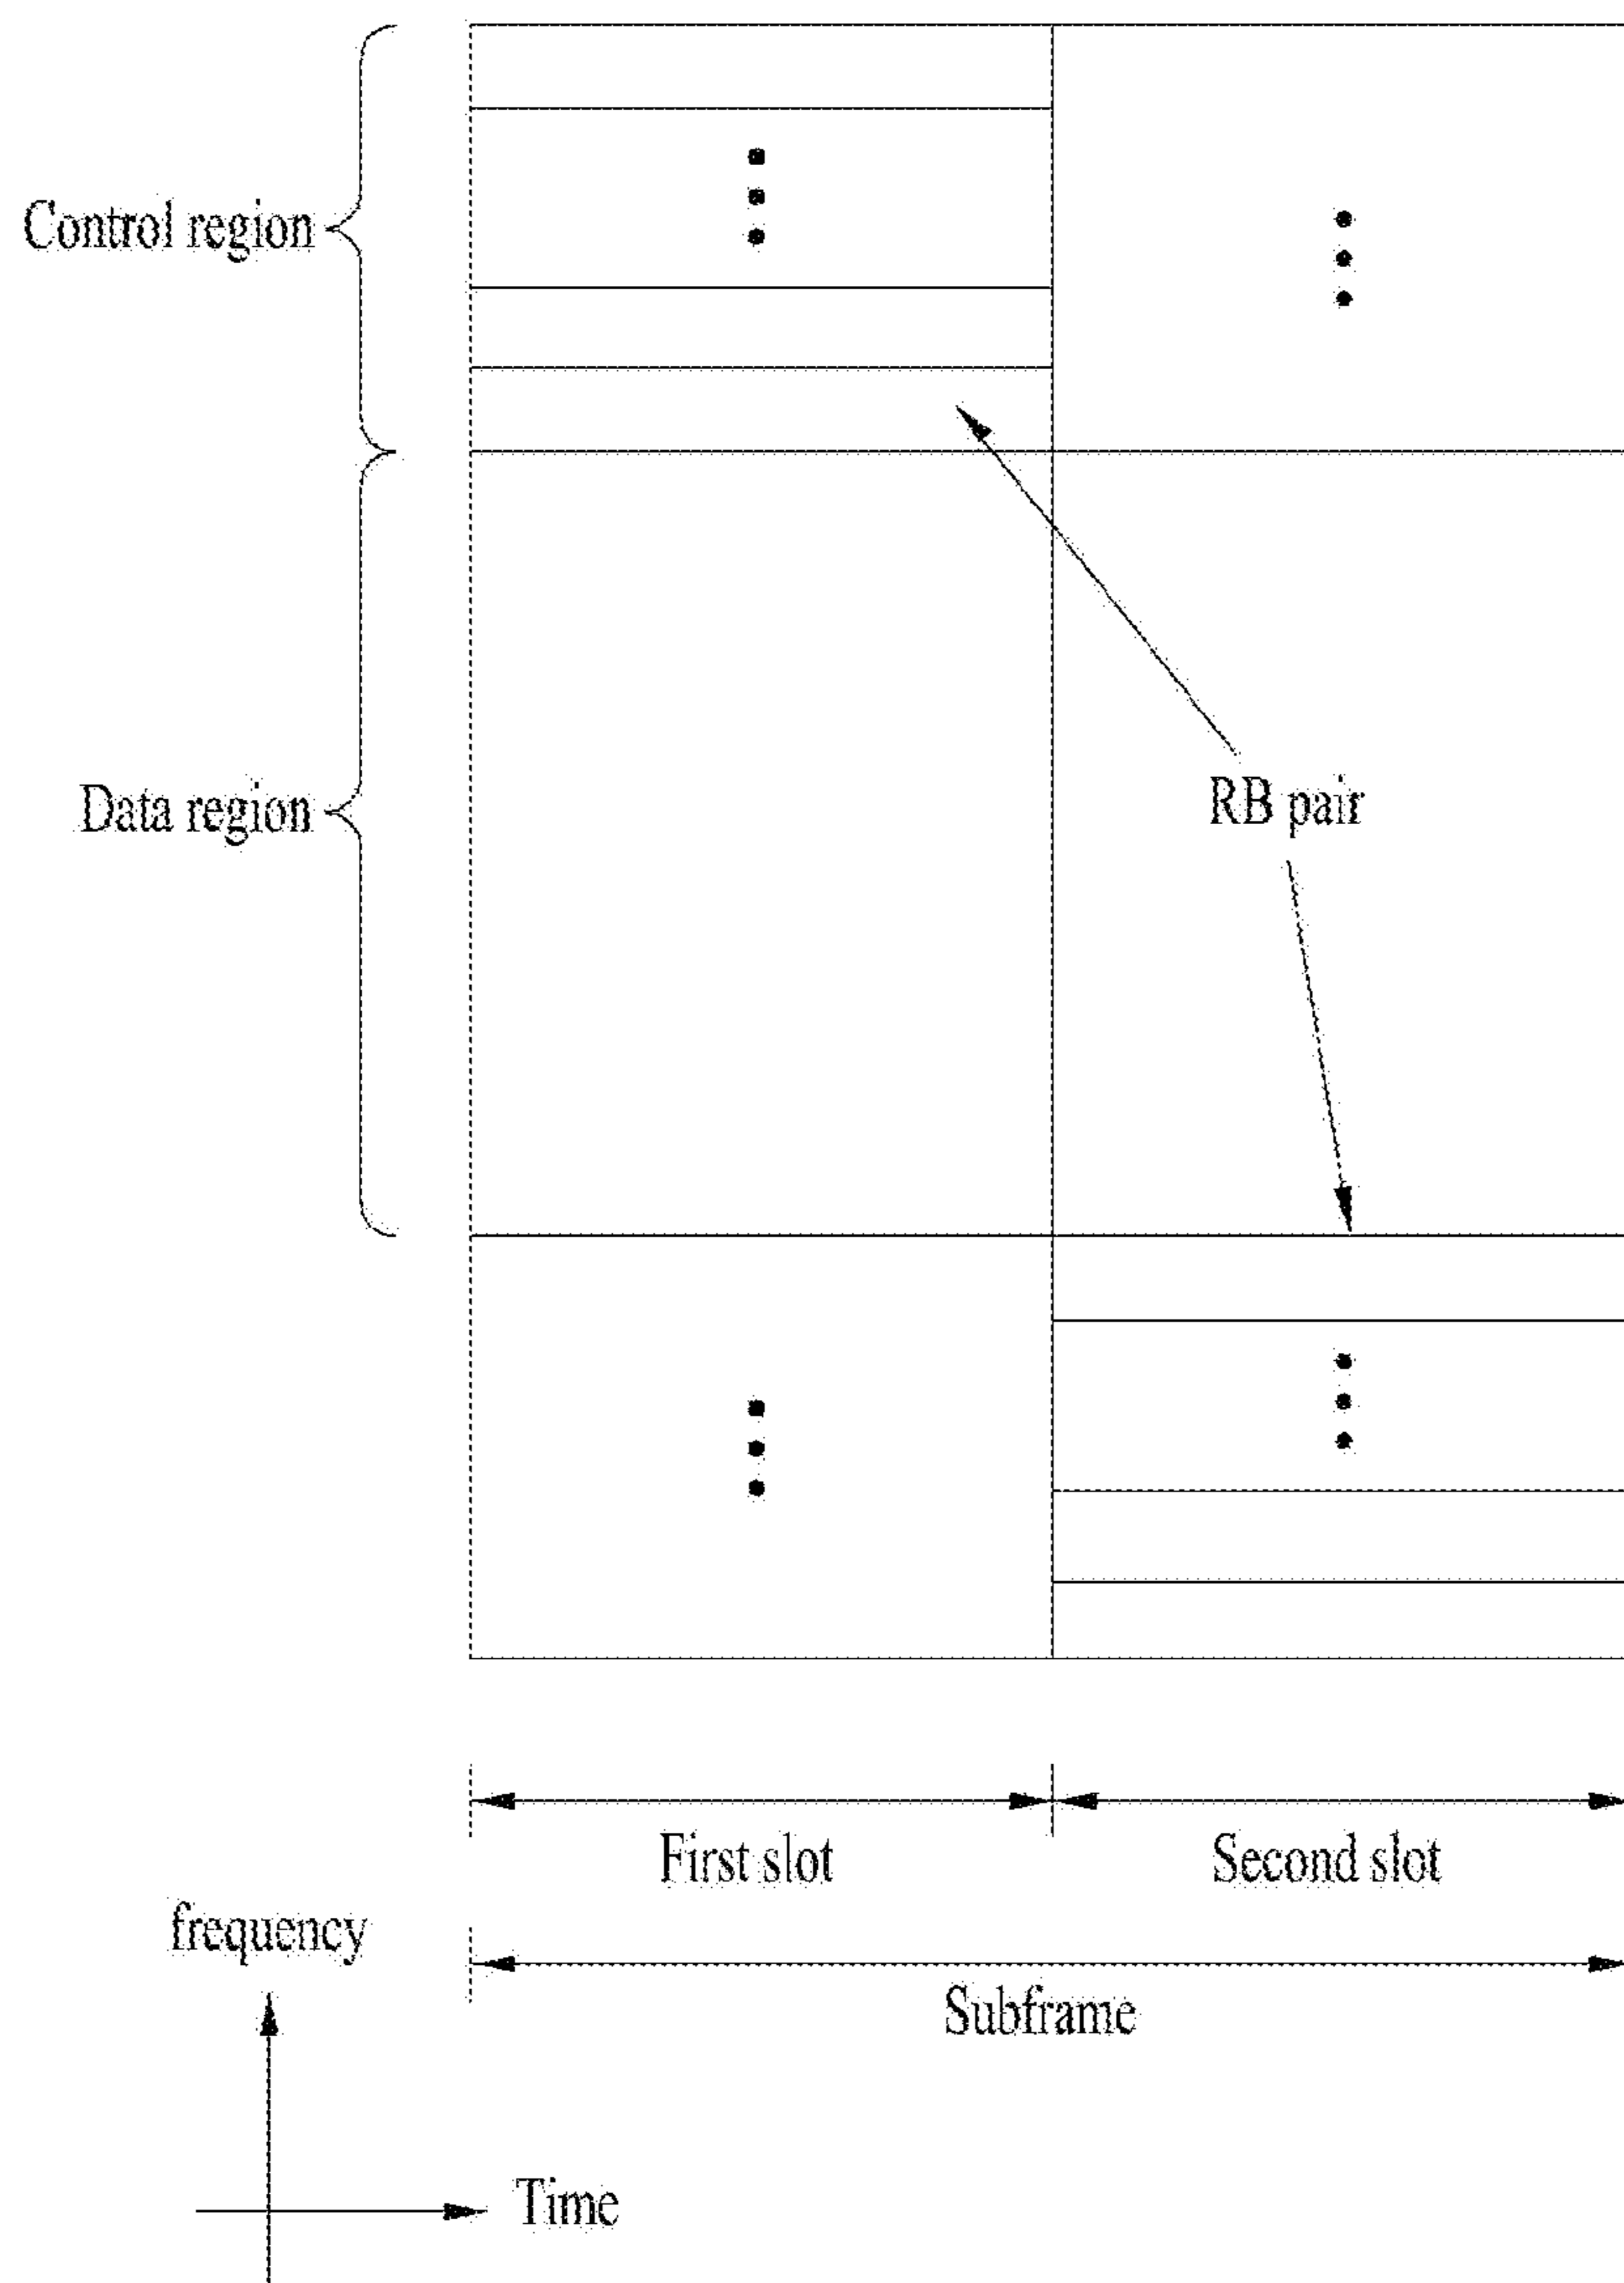 Control region
Data region
RB pair
First slot
Second slot
frequency
Subframe
Time